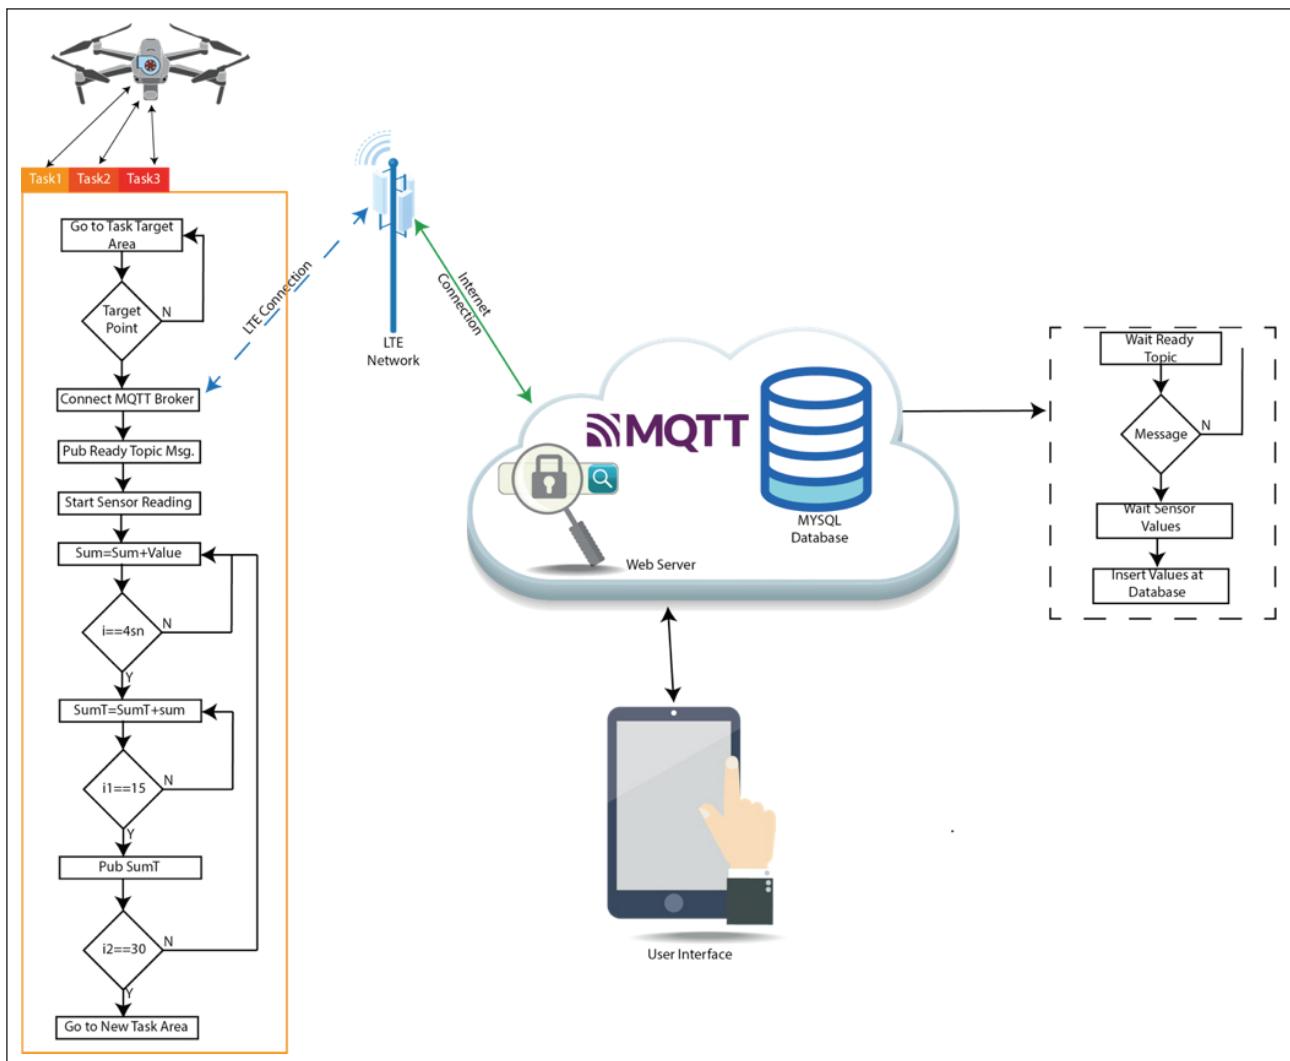 Task1
Task2
Task3
Go to Task Target
Area
Target
Point
N
Connect MQTT Broker
Pub Ready Topic Msg.
Start Sensor Reading
Sum=Sum+Value
i==4sn
N
Y
SumT=SumT+sum
i1==15
N
Y
Pub SumT
i2==30
N
Y
Go to New Task Area
LTE Connection
LTE
Network
Internet
Connection
MQTT
MYSQL
Database
Web Server
User Interface
Wait Ready
Topic
Message
N
Wait Sensor
Values
Insert Values at
Database